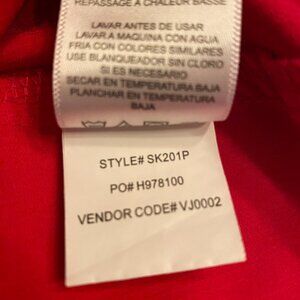 REPASSAGE A CHALEUR BASSE
LAVAR ANTES DE USAR
LAVAR A MAQUINA CON AGUA
FRIA CON COLORES SIMILARES
USE BLANQUEADOR SIN CLORO
SI ES NECESARIO
SECAR EN TEMPERATURA BAJA
PLANCHAR EN TEMPERATURA
BAJA
STYLE# SK201P
PO# H978100
VENDOR CODE# VJ0002